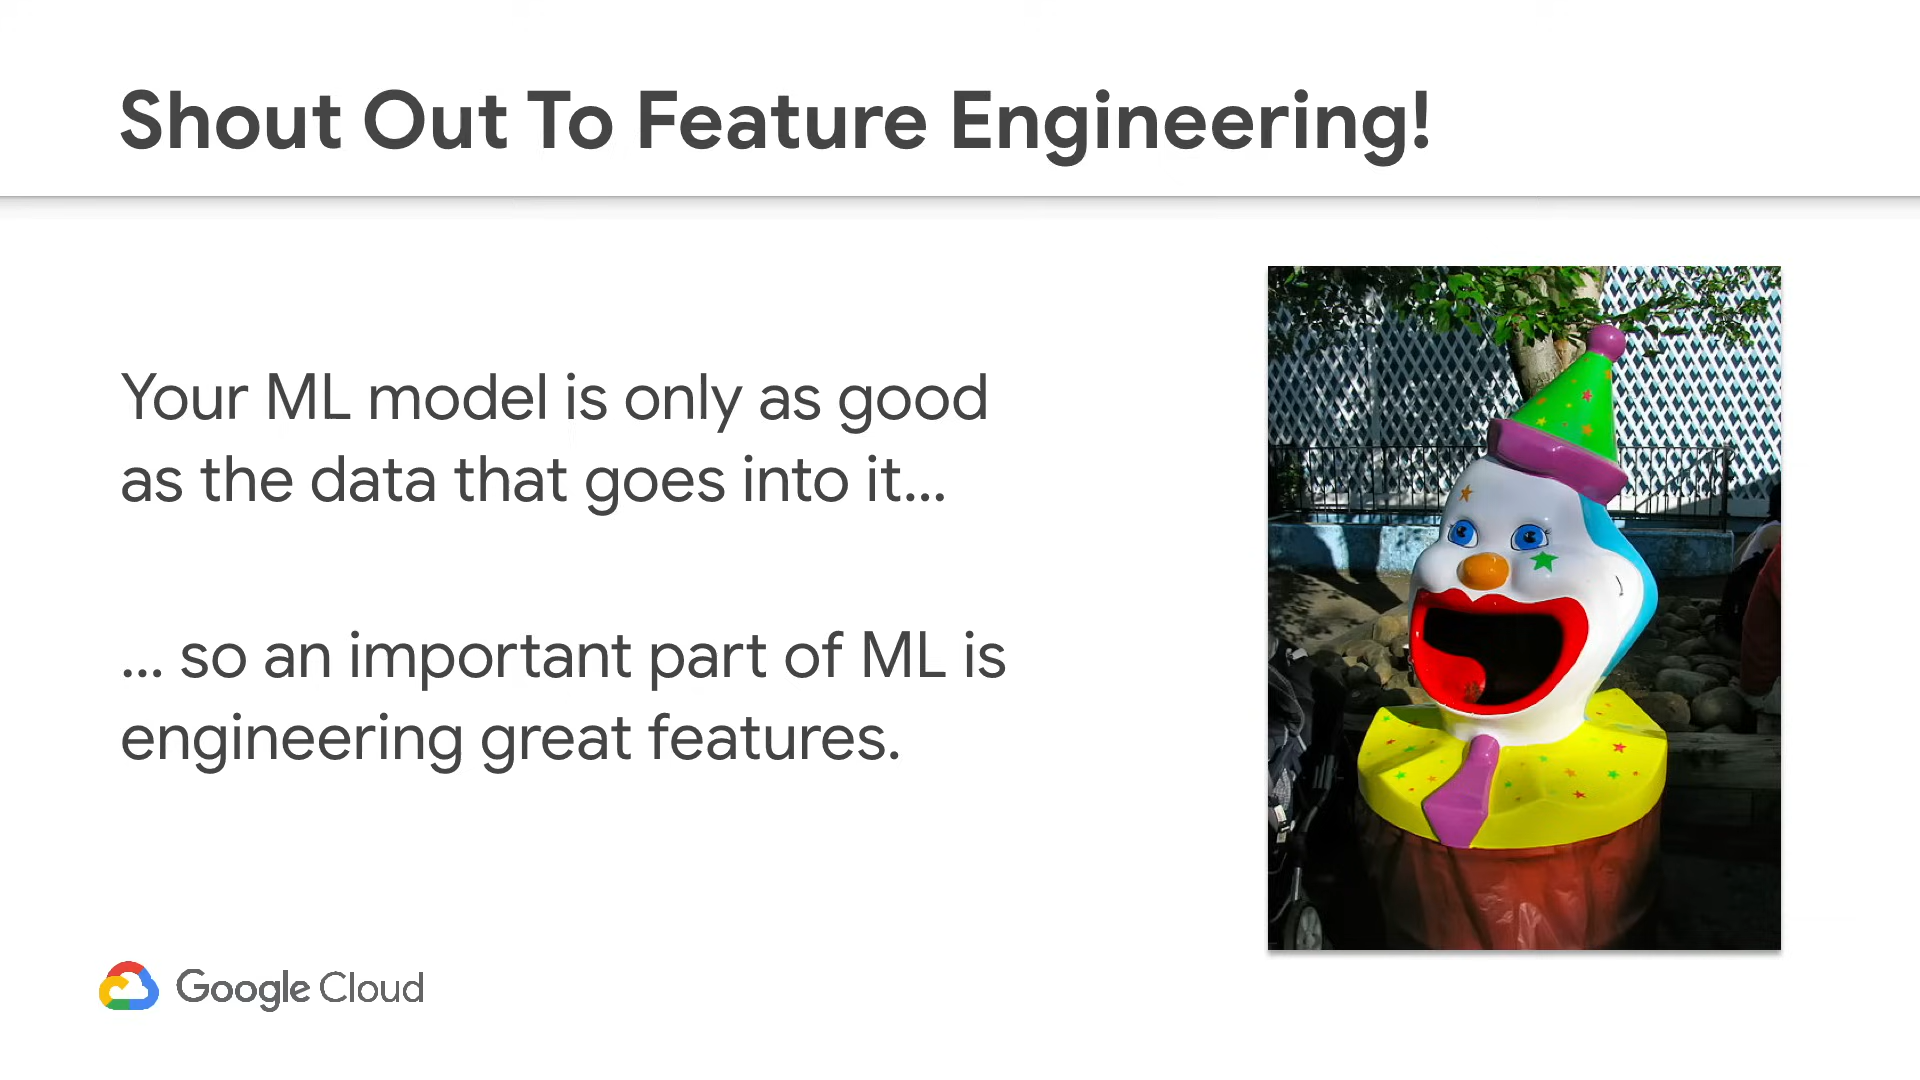 Shout Out To Feature Engineering!
Your ML model is only as good
as the data that goes into it...
... so an important part of ML is
engineering great features.
Google Cloud